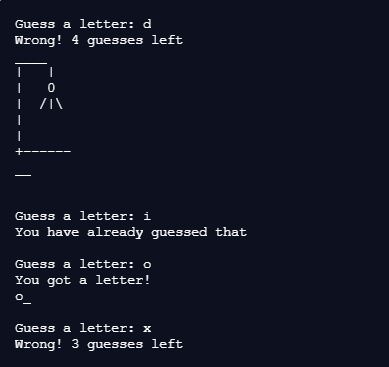 Guess a letter: d
Wrong! 4 guesses left
____
|   |
|   O
|  /|\
|
|
+------
__
Guess a letter: i
You have already guessed that
Guess a letter: o
You got a letter!
o_
Guess a letter: x
Wrong! 3 guesses left